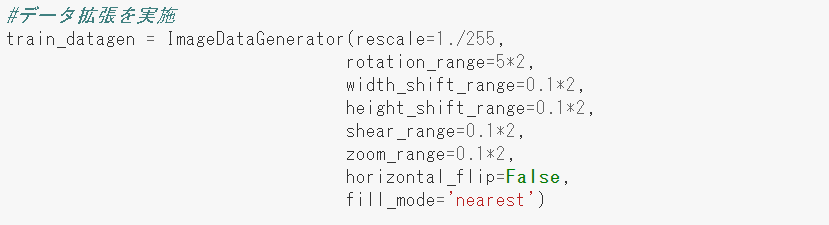 #データ拡張を実施
train_datagen = ImageDataGenerator(rescale=1./255,
rotation_range=5*2,
width_shift_range=0.1*2,
height_shift_range=0.1*2,
shear_range=0.1*2,
zoom_range=0.1*2,
horizontal_flip=False,
fill_mode='nearest')